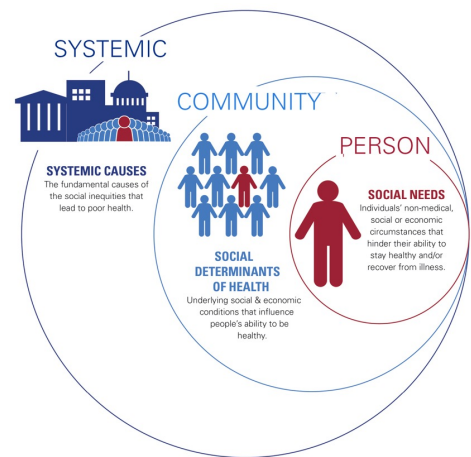 SYSTEMIC
COMMUNITY
PERSON
SYSTEMIC CAUSES
The fundamental causes of
the social inequities that
lead to poor health.
SOCIAL
DETERMINANTS
OF HEALTH
Underlying social & economic
conditions that influence
people's ability to be
healthy.
SOCIAL NEEDS
Individuals' non-medical,
social or economic
circumstances that
hinder their ability to
stay healthy and/or
recover from illness.